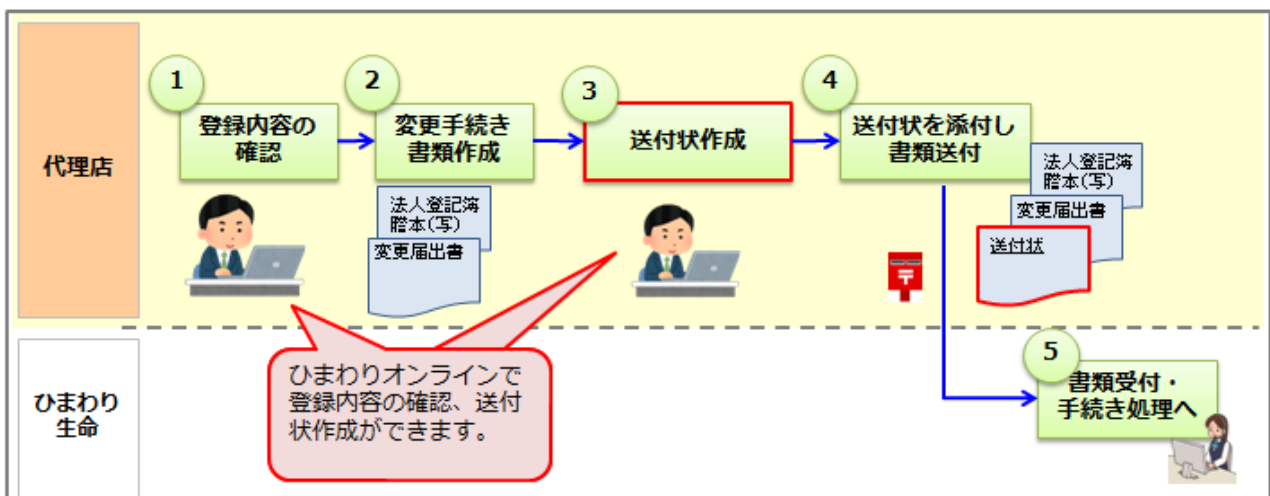 代理店
1
登録内容の
確認
2
変更手続き
書類作成
法人登記簿
謄本(写)
変更届出書
3
送付状作成
4
送付状を添付し
書類送付
法人登記簿
謄本(写)
変更届出書
送付状
ひまわりオンラインで
登録内容の確認、送付
状作成ができます。
ひまわり
生命
5
書類受付・
手続き処理へ